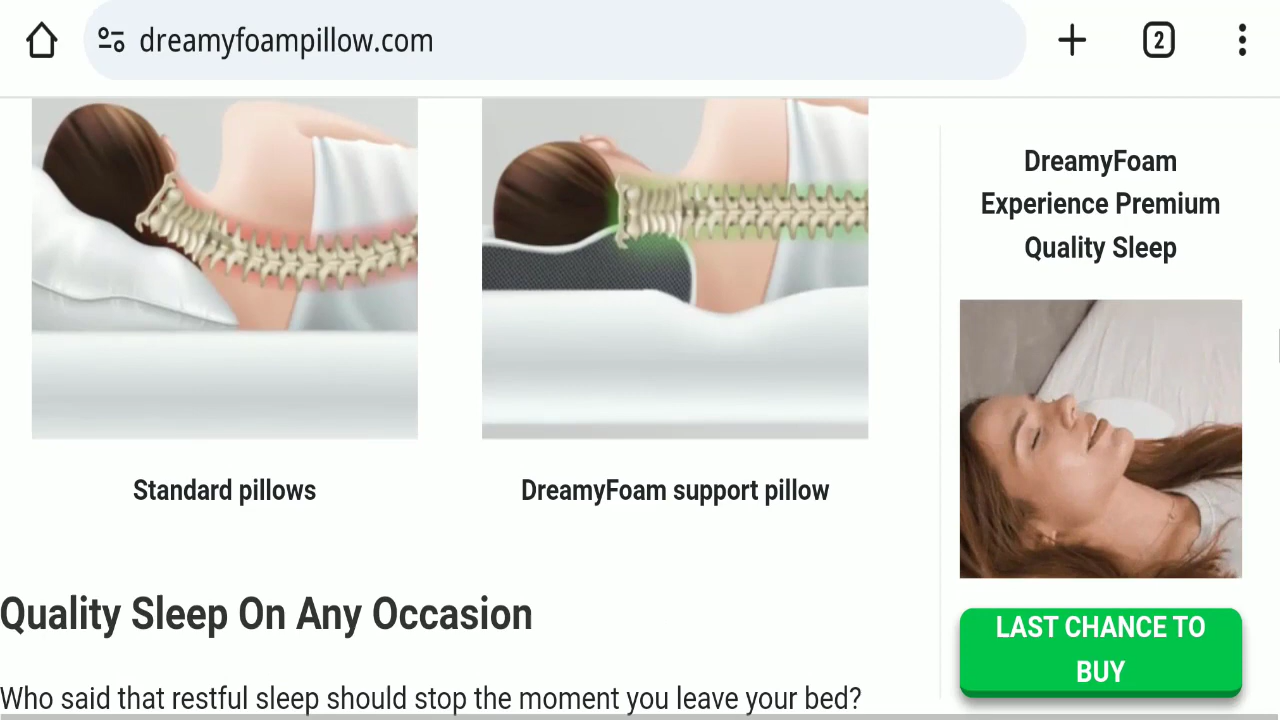 dreamyfoampillow.com
2
DreamyFoam
Experience Premium
Quality Sleep
Standard pillows
DreamyFoam support pillow
LAST CHANCE TO
BUY
Quality Sleep On Any Occasion
Who said that restful sleep should stop the moment you leave your bed?